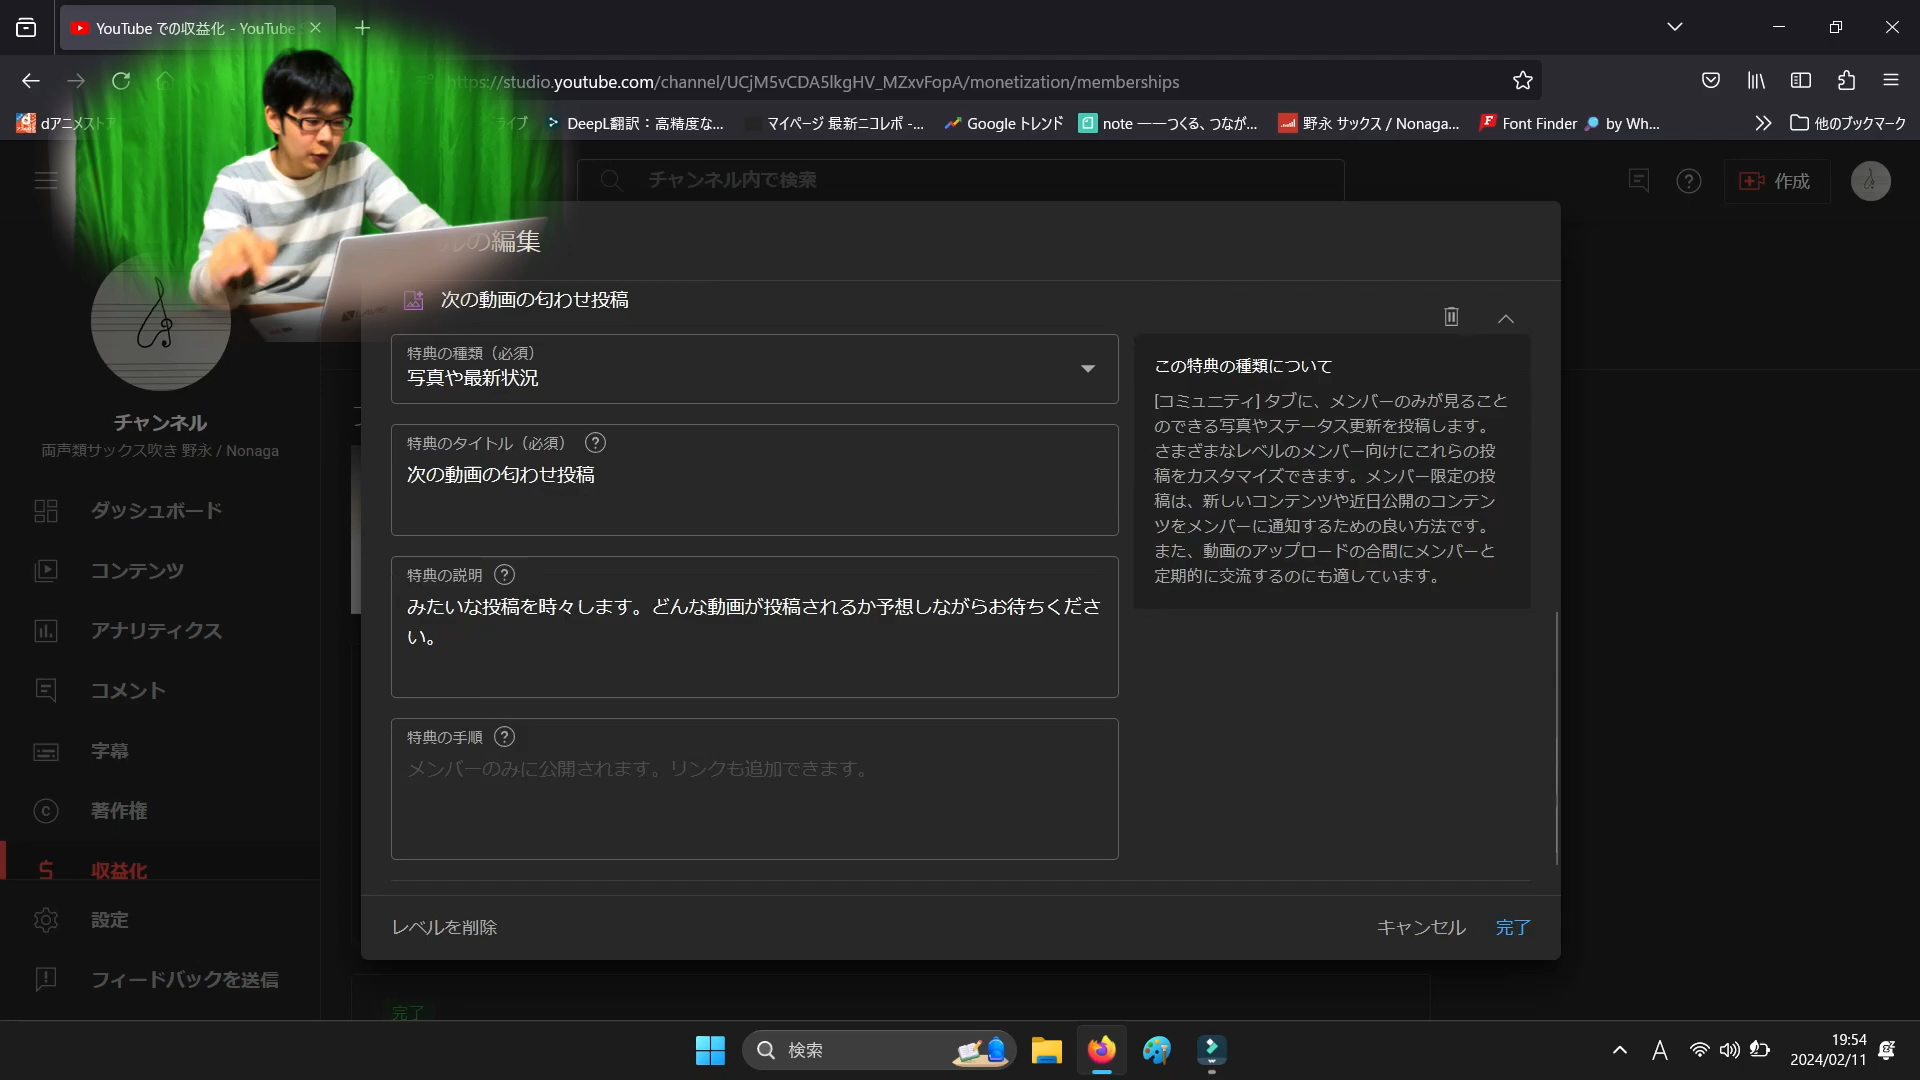 YouTube での収益化 - YouTube
https://studio.youtube.com/channel/UCjM5vCDA5lkgHV_MZxvFopA/monetization/memberships
dアニメスト
ライブ
DeepL翻訳：高精度な...
マイページ 最新ニコレポ -...
Google トレンド
note ――つくる、つなが...
野永 サックス / Nonaga...
Font Finder 🔎 by Wh...
他のブックマーク
チャンネル内で検索
作成
ルの編集
次の動画の匂わせ投稿
特典の種類（必須）
写真や最新状況
特典のタイトル（必須）
次の動画の匂わせ投稿
特典の説明
みたいな投稿を時々します。どんな動画が投稿されるか予想しながらお待ちくださ
い。
特典の手順
メンバーのみに公開されます。リンクも追加できます。
この特典の種類について
[コミュニティ] タブに、メンバーのみが見ること
のできる写真やステータス更新を投稿します。
さまざまなレベルのメンバー向けにこれらの投
稿をカスタマイズできます。メンバー限定の投
稿は、新しいコンテンツや近日公開のコンテン
ツをメンバーに通知するための良い方法です。
また、動画のアップロードの合間にメンバーと
定期的に交流するのにも適しています。
レベルを削除
キャンセル
完了
チャンネル
両声類サックス吹き 野永 / Nonaga
ダッシュボード
コンテンツ
アナリティクス
コメント
字幕
著作権
収益化
設定
フィードバックを送信
完了
検索
A
19:54
2024/02/11